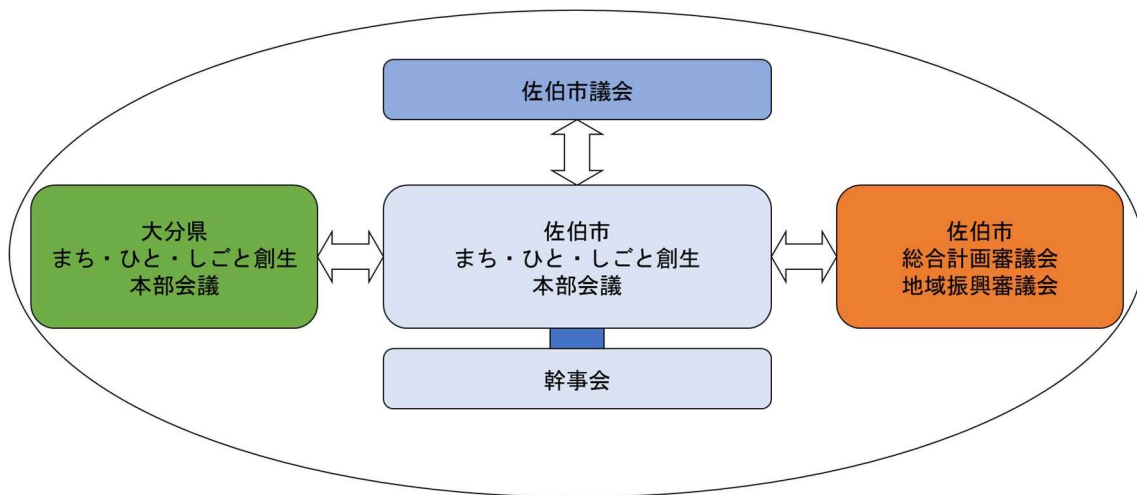 佐伯市議会
大分県
まち・ひと・しごと創生
本部会議
佐伯市
まち・ひと・しごと創生
本部会議
佐伯市
総合計画審議会
地域振興審議会
幹事会